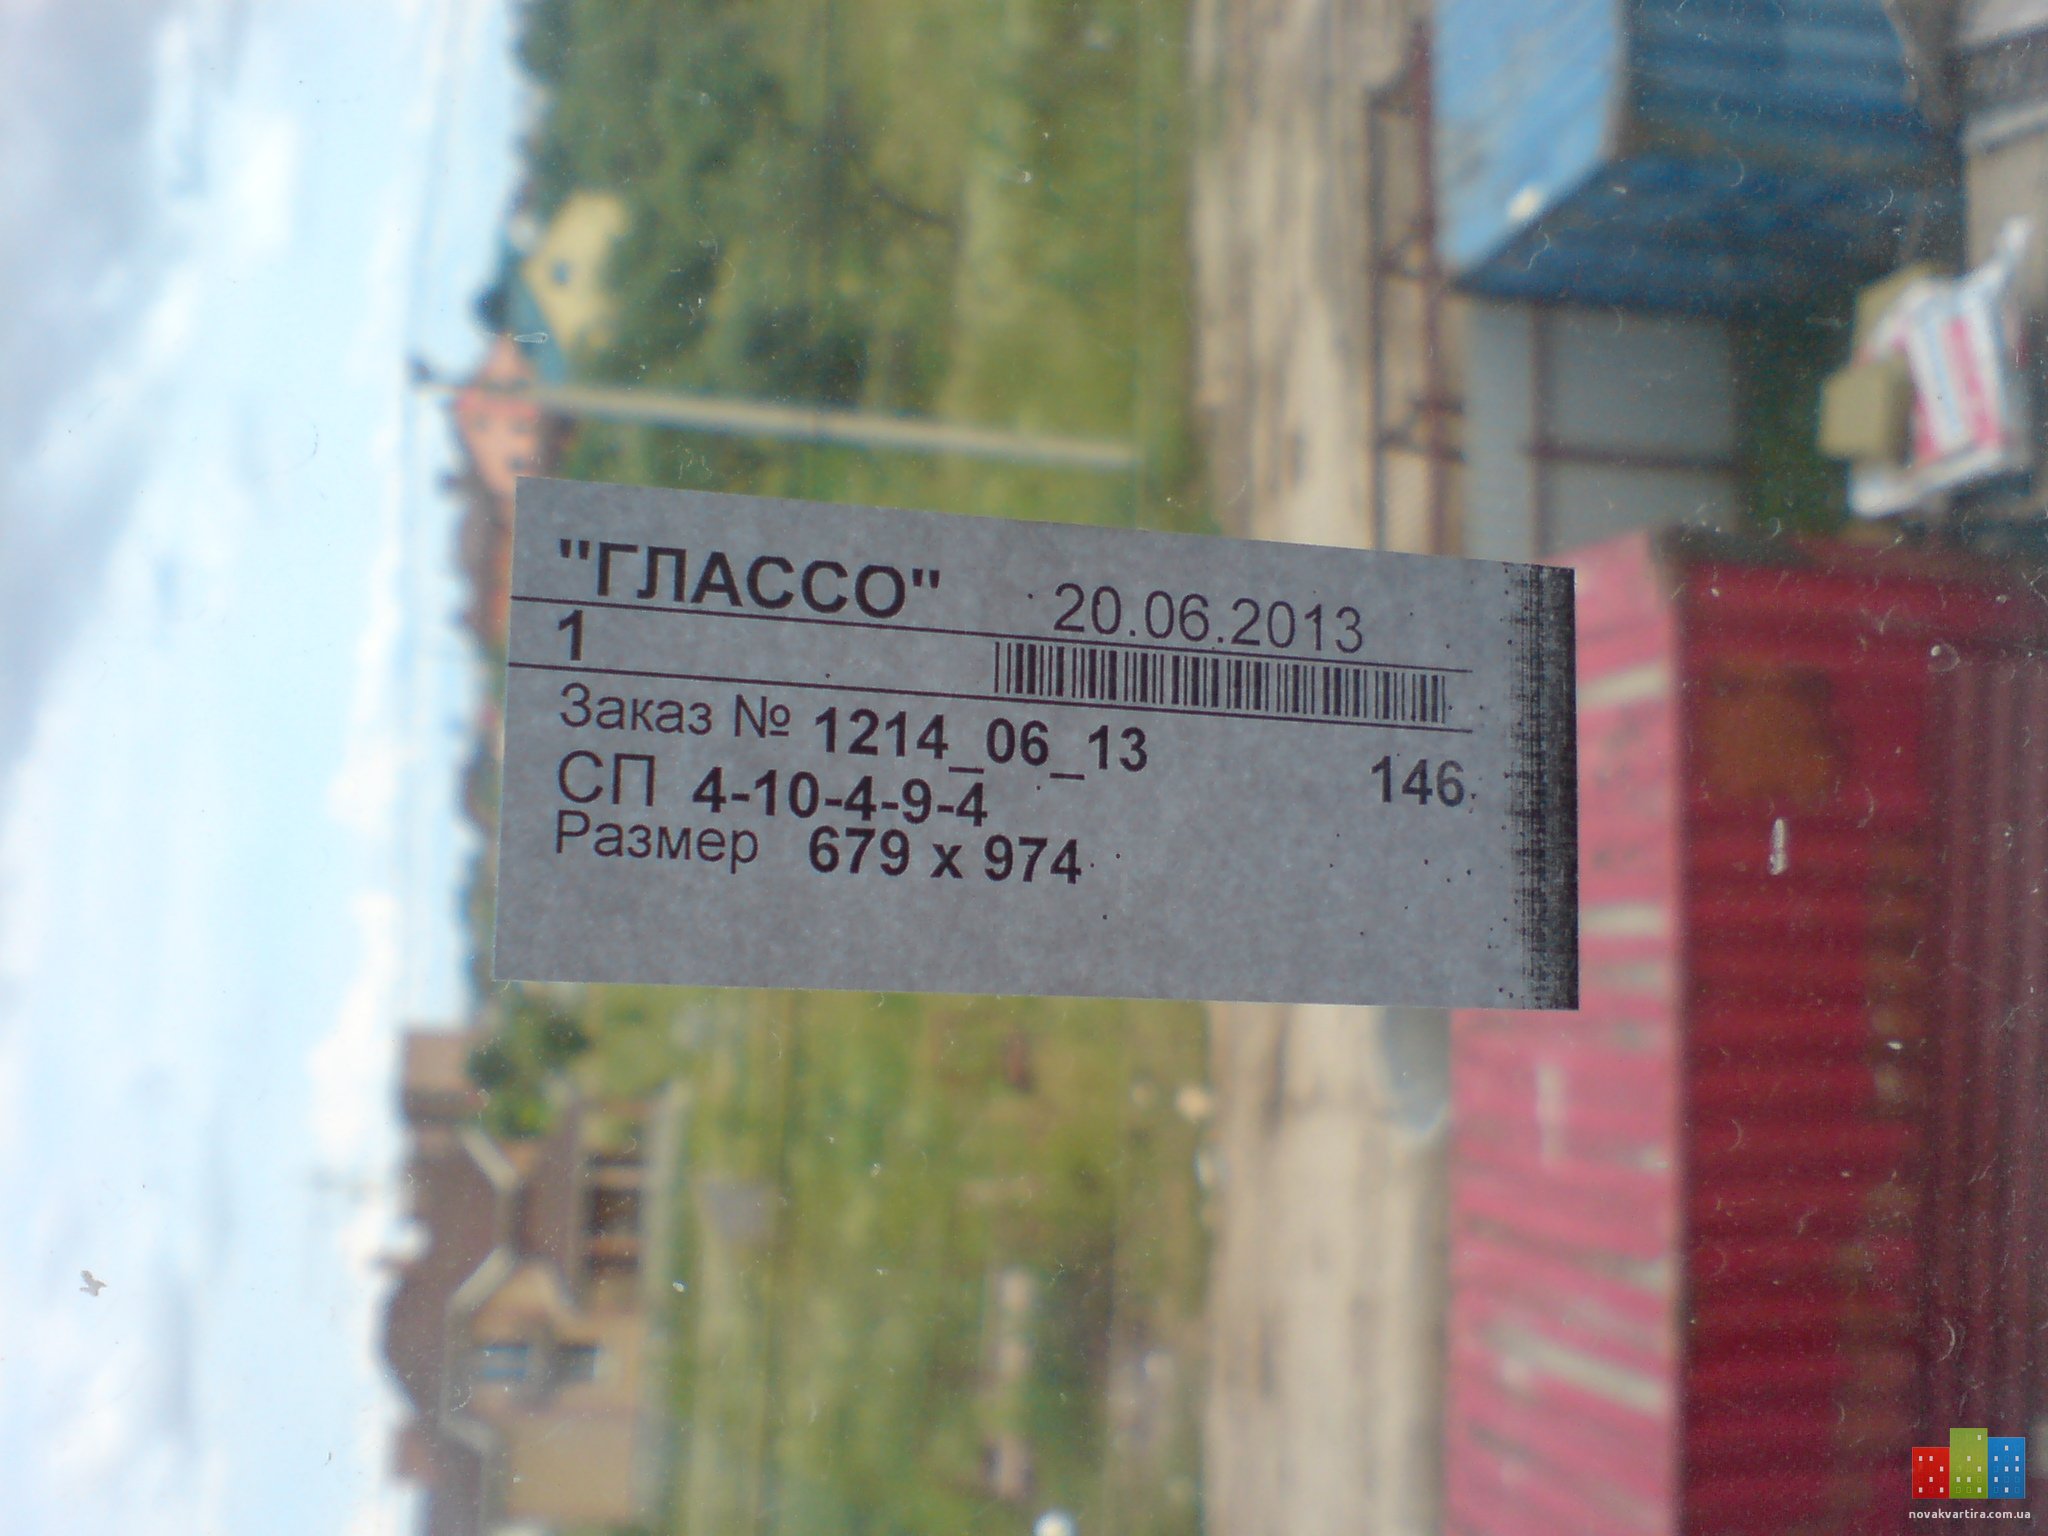 "ГЛАССО" 20.06.2013
1
Заказ № 1214_06_13
146
СП 4-10-4-9-4
Размер 679 x 974
novakvartira.com.ua